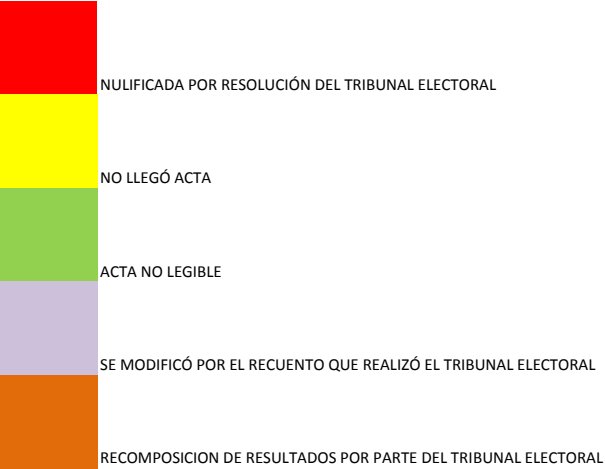 NULIFICADA POR RESOLUCIÓN DEL TRIBUNAL ELECTORAL
NO LLEGÓ ACTA
ACTA NO LEGIBLE
SE MODIFICÓ POR EL RECUENTO QUE REALIZÓ EL TRIBUNAL ELECTORAL
RECOMPOSICION DE RESULTADOS POR PARTE DEL TRIBUNAL ELECTORAL